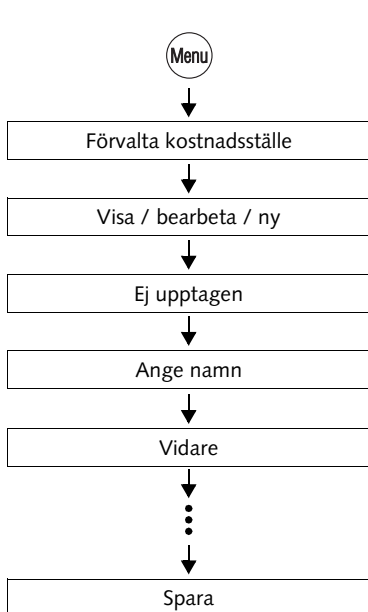 Menu
Förvalta kostnadsställe
Visa / bearbeta / ny
Ej upptagen
Ange namn
Vidare
Spara